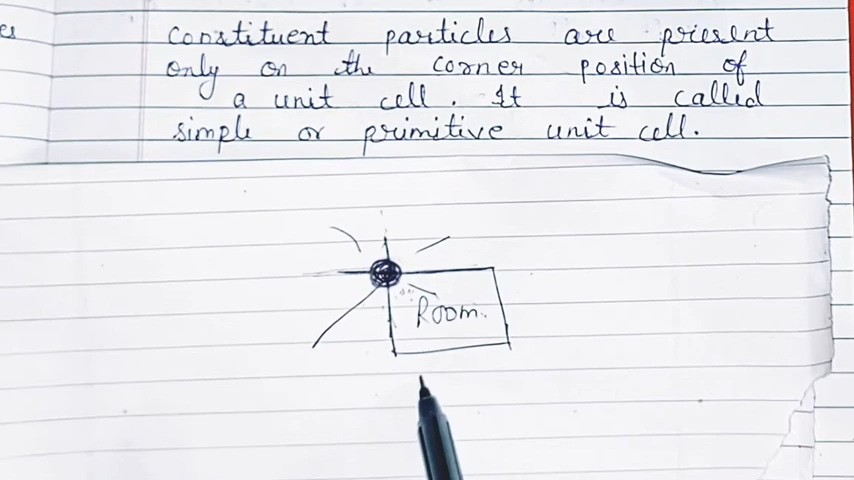 es
constituent particles are present
only on the corner position of
a unit cell. It is called
simple or primitive unit cell.
Room.